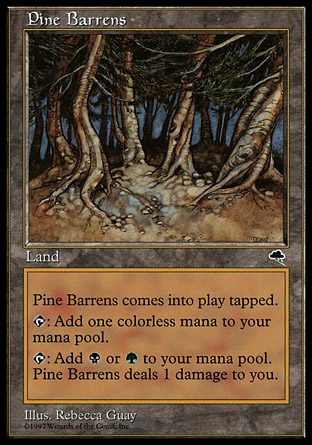 Pine Barrens
Land
Pine Barrens comes into play tapped.
: Add one colorless mana to your
mana pool.
: Add or to your mana pool.
Pine Barrens deals 1 damage to you.
Illus. Rebecca Guay
©1997 Wizards of the Coast, Inc.